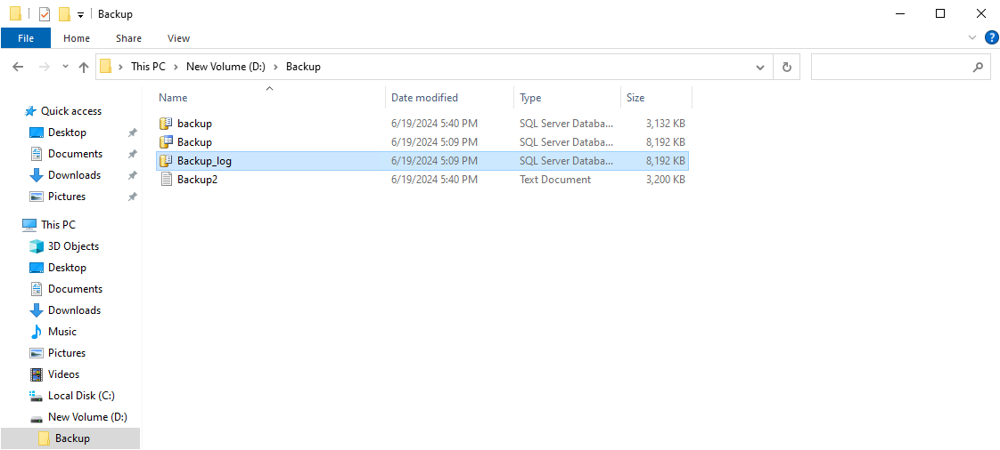 Backup
File Home Share View
This PC New Volume (D:) Backup
Name Date modified Type Size
backup 6/19/2024 5:40 PM SQL Server Databa... 3,132 KB
Backup 6/19/2024 5:09 PM SQL Server Databa... 8,192 KB
Backup_log 6/19/2024 5:09 PM SQL Server Databa... 8,192 KB
Backup2 6/19/2024 5:40 PM Text Document 3,200 KB
Quick access
Desktop
Documents
Downloads
Pictures
This PC
3D Objects
Desktop
Documents
Downloads
Music
Pictures
Videos
Local Disk (C:)
New Volume (D:)
Backup